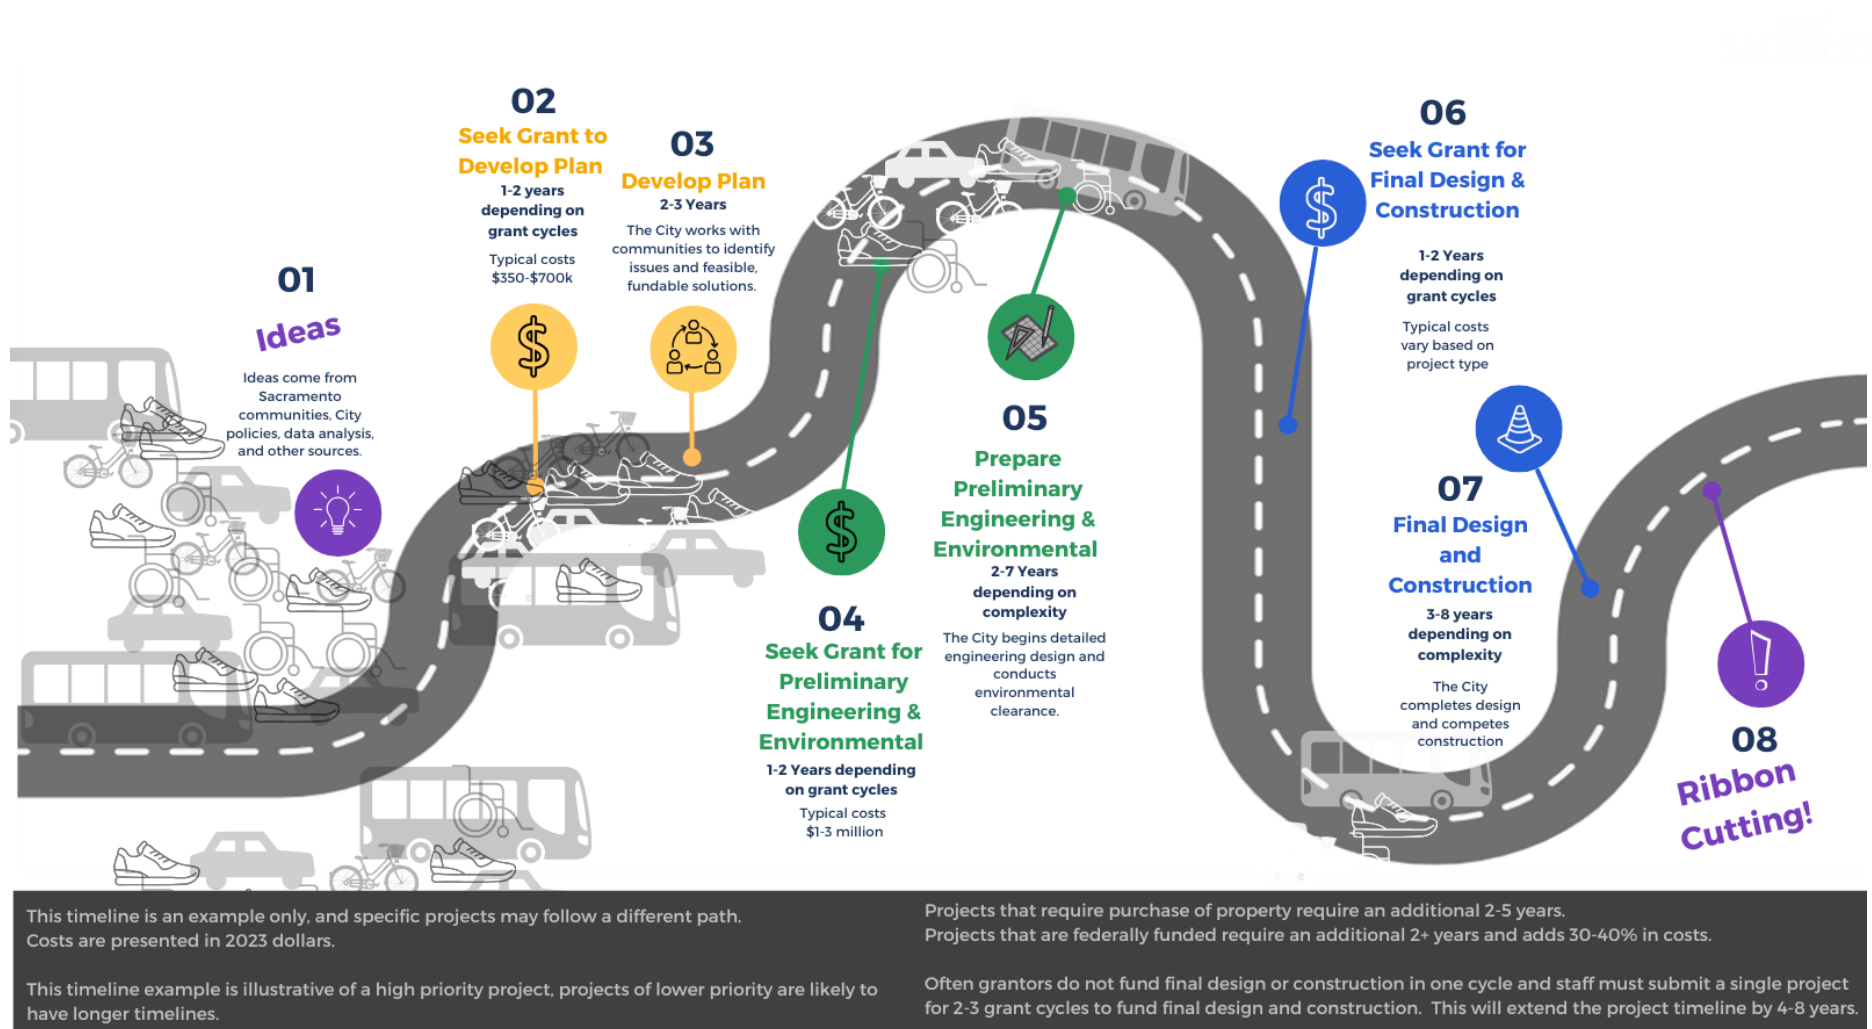 SACRAME
01
Ideas
Ideas come from
Sacramento
communities, City
policies, data analysis,
and other sources.
02
Seek Grant to
Develop Plan
1-2 years
depending on
grant cycles
Typical costs
$350-$700k
03
Develop Plan
2-3 Years
The City works with
communities to identify
issues and feasible,
fundable solutions.
04
Seek Grant for
Preliminary
Engineering &
Environmental
1-2 Years depending
on grant cycles
Typical costs
$1-3 million
05
Prepare
Preliminary
Engineering &
Environmental
2-7 Years
depending on
complexity
The City begins detailed
engineering design and
conducts
environmental
clearance.
06
Seek Grant for
Final Design &
Construction
1-2 Years
depending on
grant cycles
Typical costs
vary based on
project type
07
Final Design
and
Construction
3-8 years
depending on
complexity
The City
completes design
and competes
construction
08
Ribbon
Cutting!
This timeline is an example only, and specific projects may follow a different path.
Costs are presented in 2023 dollars.
This timeline example is illustrative of a high priority project, projects of lower priority are likely to
have longer timelines.
Projects that require purchase of property require an additional 2-5 years.
Projects that are federally funded require an additional 2+ years and adds 30-40% in costs.
Often grantors do not fund final design or construction in one cycle and staff must submit a single project
for 2-3 grant cycles to fund final design and construction. This will extend the project timeline by 4-8 years.